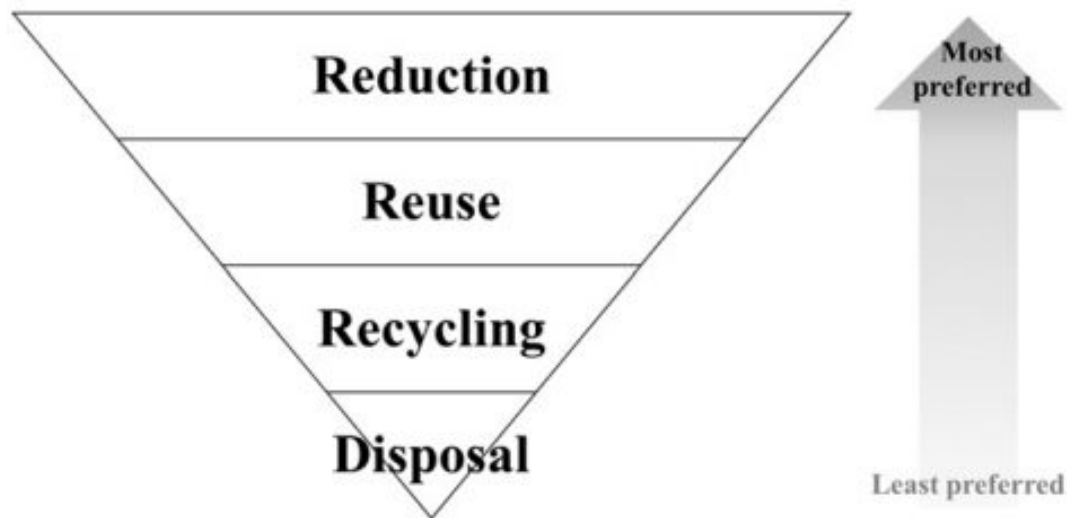 Reduction
Reuse
Recycling
Disposal
Most
preferred
Least preferred